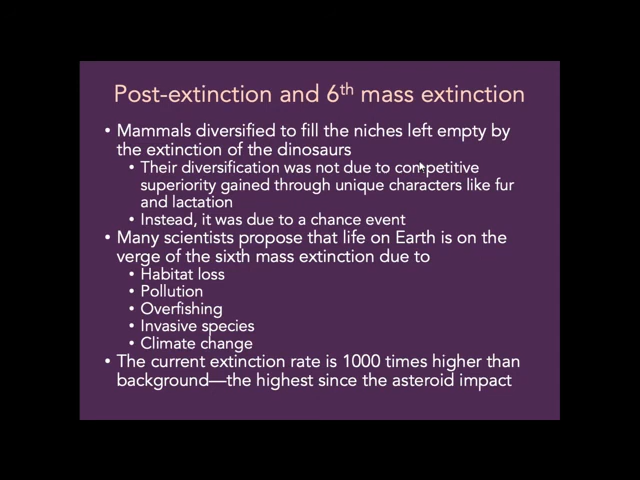 Post-extinction and 6th mass extinction
• Mammals diversified to fill the niches left empty by
the extinction of the dinosaurs
• Their diversification was not due to competitive
superiority gained through unique characters like fur
and lactation
• Instead, it was due to a chance event
• Many scientists propose that life on Earth is on the
verge of the sixth mass extinction due to
• Habitat loss
• Pollution
• Overfishing
• Invasive species
• Climate change
• The current extinction rate is 1000 times higher than
background—the highest since the asteroid impact